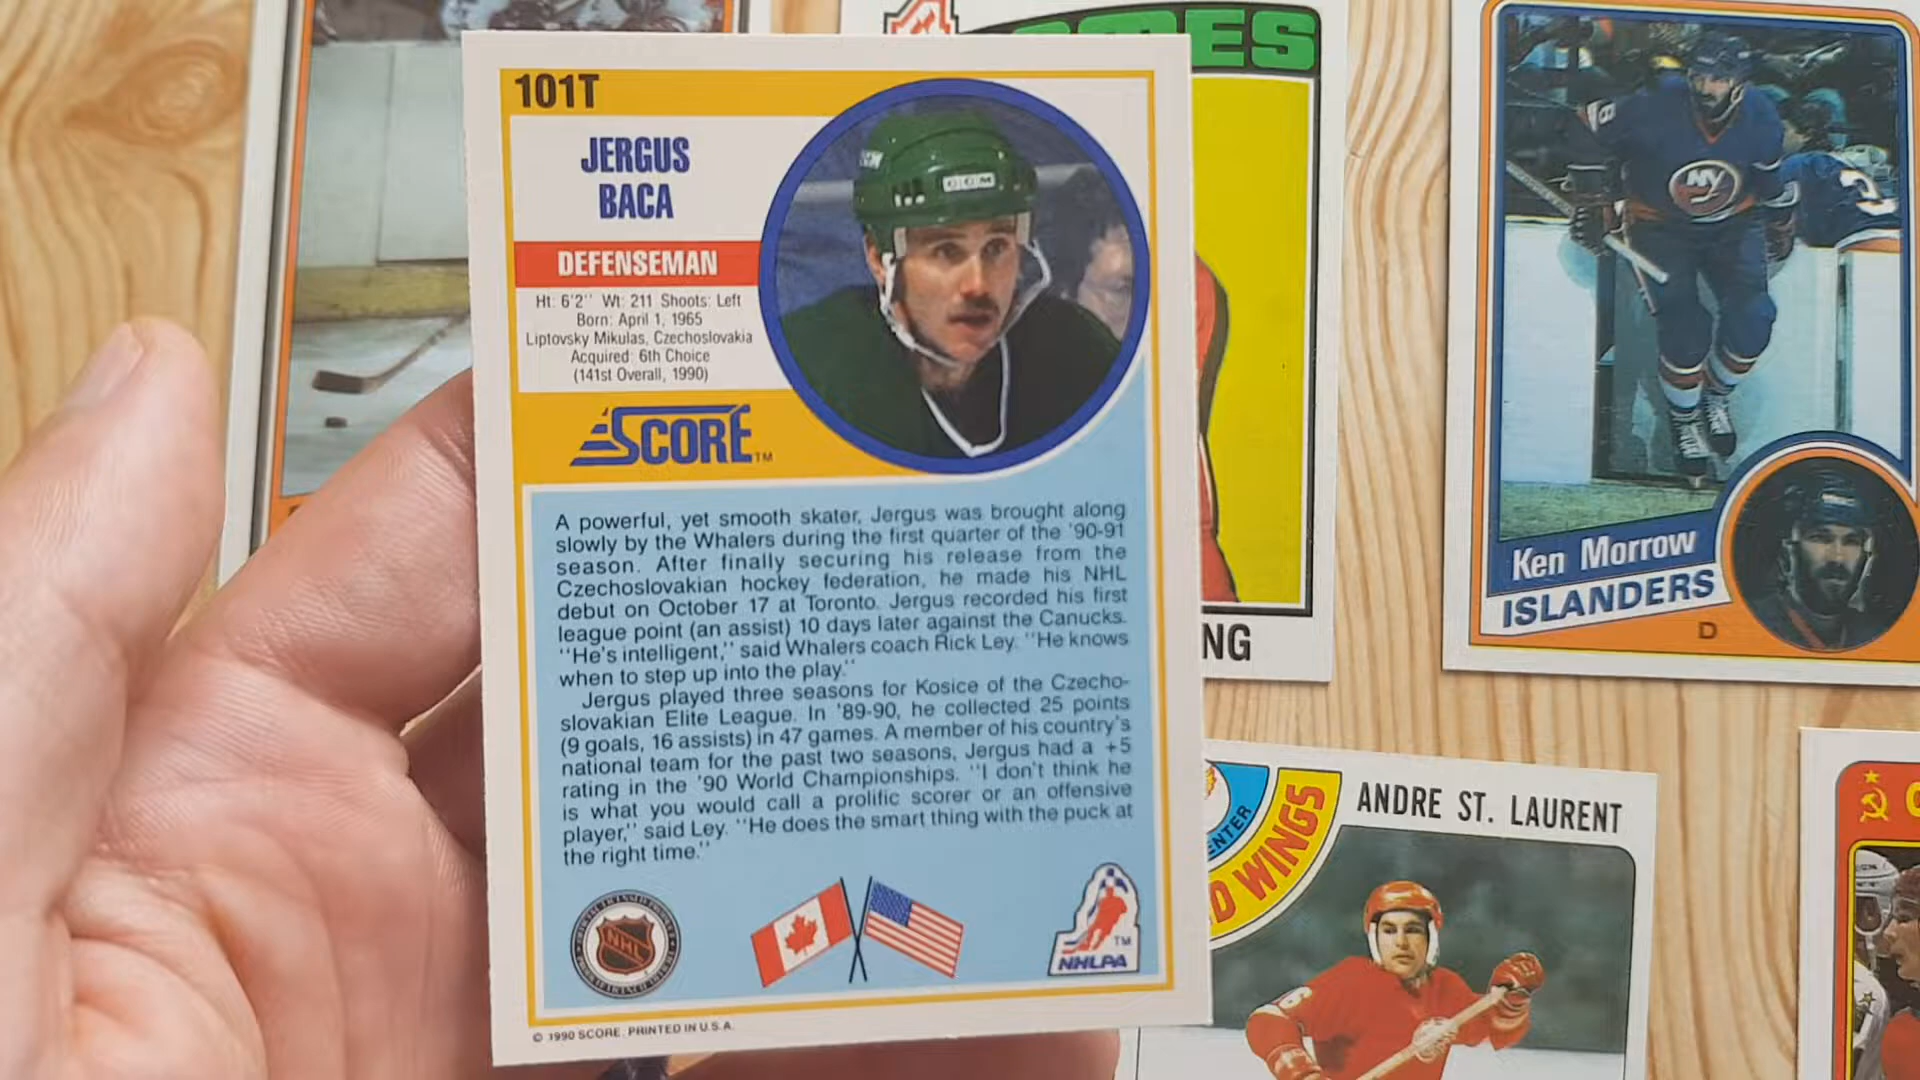 101T
JERGUS
BACA
DEFENSEMAN
Ht: 6'2'' Wt: 211 Shoots: Left
Born: April 1, 1965
Liptovsky Mikulas, Czechoslovakia
Acquired: 6th Choice
(141st Overall, 1990)
SCORE TM
CCM
A powerful, yet smooth skater, Jergus was brought along
slowly by the Whalers during the first quarter of the '90-91
season. After finally securing his release from the
Czechoslovakian hockey federation, he made his NHL
debut on October 17 at Toronto. Jergus recorded his first
league point (an assist) 10 days later against the Canucks.
''He's intelligent,'' said Whalers coach Rick Ley. ''He knows
when to step up into the play.''
Jergus played three seasons for Kosice of the Czecho-
slovakian Elite League. In '89-90, he collected 25 points
(9 goals, 16 assists) in 47 games. A member of his country's
national team for the past two seasons, Jergus had a +5
rating in the '90 World Championships. ''I don't think he
is what you would call a prolific scorer or an offensive
player,'' said Ley. ''He does the smart thing with the puck at
the right time.''
NHL
TM
NHLPA
© 1990 SCORE. PRINTED IN U.S.A.
ES
NG
NY
Ken Morrow
ISLANDERS
D
ENTER
D WINGS
ANDRE ST. LAURENT